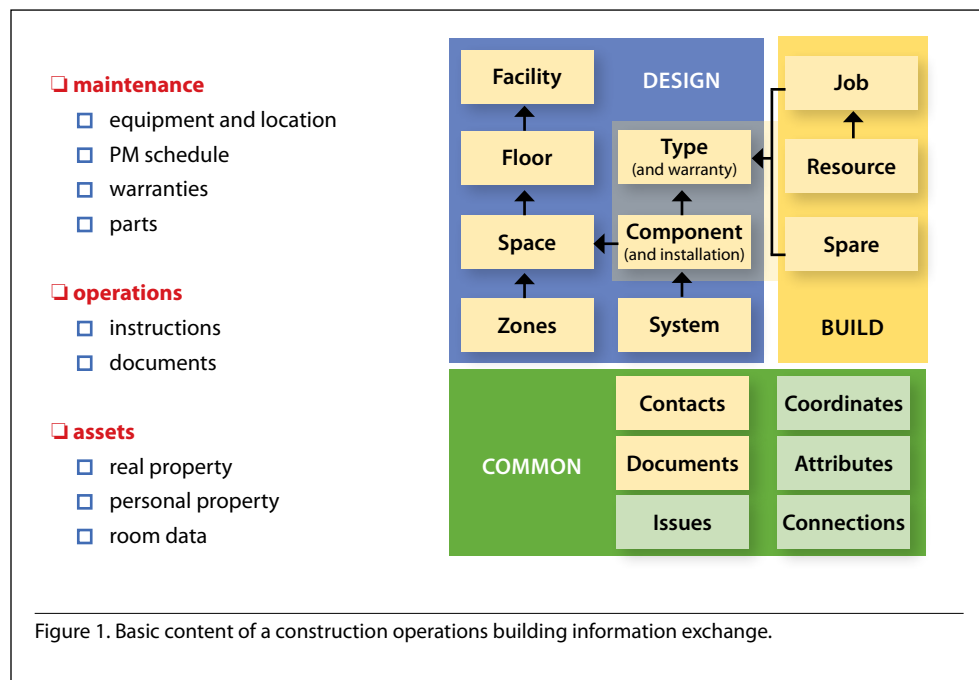 maintenance
equipment and location
PM schedule
warranties
parts
operations
instructions
documents
assets
real property
personal property
room data
Facility
DESIGN
Floor
Type
(and warranty)
Space
Component
(and installation)
Zones
System
Job
Resource
Spare
BUILD
COMMON
Contacts
Documents
Issues
Coordinates
Attributes
Connections
Figure 1. Basic content of a construction operations building information exchange.